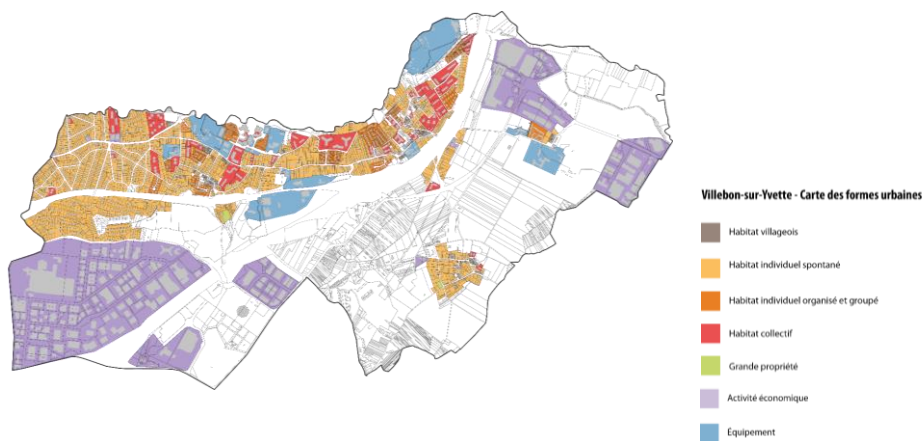 Villebon-sur-Yvette - Carte des formes urbaines
Habitat villageois
Habitat individuel spontané
Habitat individuel organisé et groupé
Habitat collectif
Grande propriété
Activité économique
Équipement